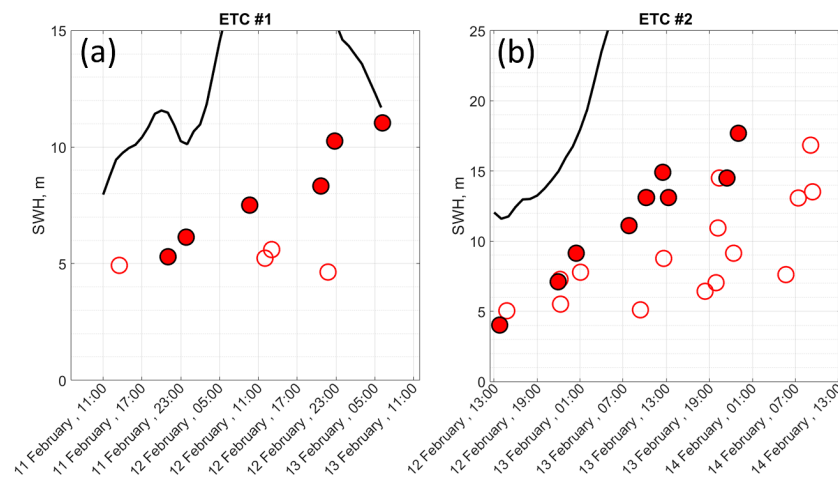 ETC #1
(a)
15
10
5
0
SWH, m
11 February , 11:00
11 February , 17:00
11 February , 23:00
12 February , 05:00
12 February , 11:00
12 February , 17:00
12 February , 23:00
13 February , 05:00
13 February , 11:00
ETC #2
(b)
25
20
15
10
5
0
SWH, m
12 February , 13:00
12 February , 19:00
13 February , 01:00
13 February , 07:00
13 February , 13:00
13 February , 19:00
14 February , 01:00
14 February , 07:00
14 February , 13:00